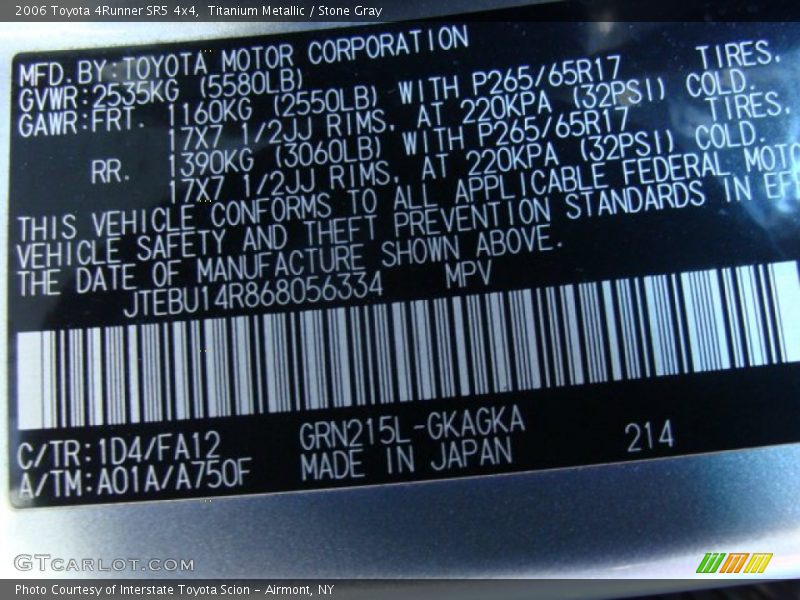 2006 Toyota 4Runner SR5 4x4, Titanium Metallic / Stone Gray
MFD.BY:TOYOTA MOTOR CORPORATION
GVWR:2535KG (5580LB)
GAWR:FRT. 1160KG (2550LB) WITH P265/65R17 TIRES,
17X7 1/2JJ RIMS, AT 220KPA (32PSI) COLD.
RR. 1390KG (3060LB) WITH P265/65R17 TIRES,
17X7 1/2JJ RIMS, AT 220KPA (32PSI) COLD.
THIS VEHICLE CONFORMS TO ALL APPLICABLE FEDERAL MOTO
VEHICLE SAFETY AND THEFT PREVENTION STANDARDS IN EFF
THE DATE OF MANUFACTURE SHOWN ABOVE.
JTEBU14R868056334 MPV
C/TR:1D4/FA12 GRN215L-GKAGKA 214
A/TM:A01A/A750F MADE IN JAPAN
GTCARLOT.COM
Photo Courtesy of Interstate Toyota Scion - Airmont, NY